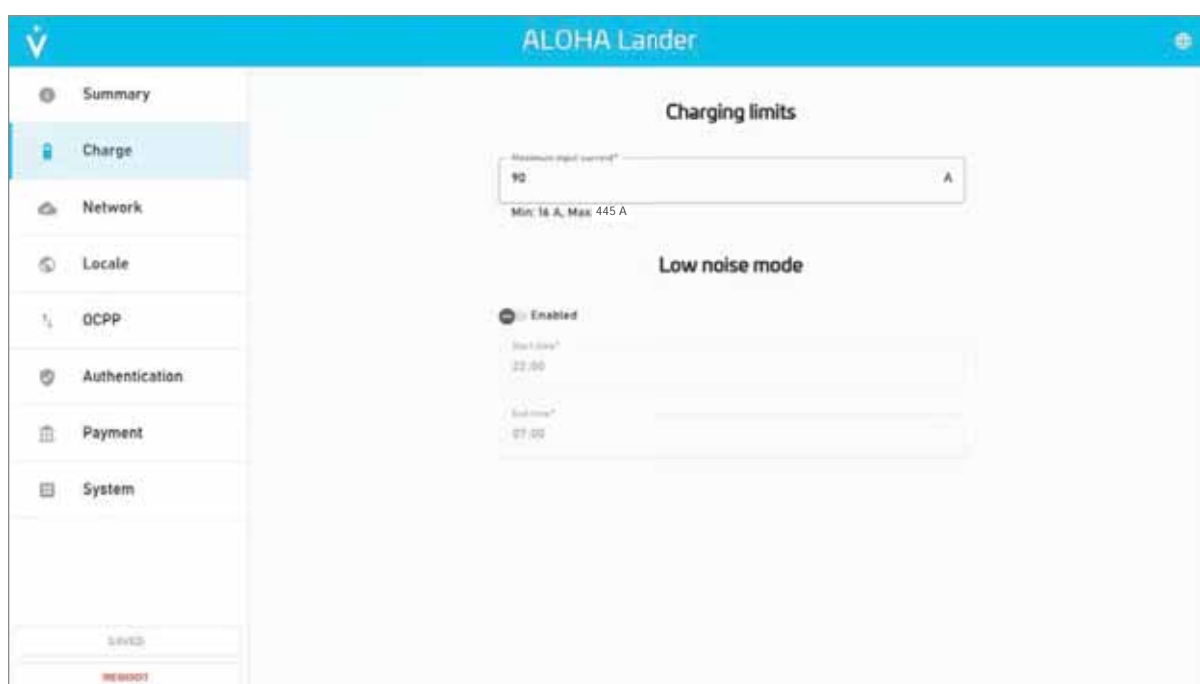 ALOHA Lander
Summary
Charge
Network
Locale
OCPP
Authentication
Payment
System
SAVED
REBOOT
Charging limits
Maximum input current*
90 A
Min: 16 A, Max: 445 A
Low noise mode
Enabled
Start time*
22:00
End time*
07:00